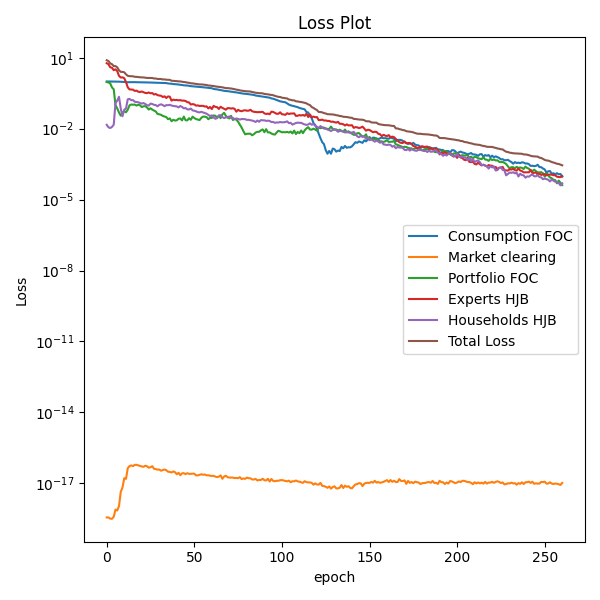 Loss Plot
10^1
10^-2
10^-5
10^-8
10^-11
10^-14
10^-17
Loss
Consumption FOC
Market clearing
Portfolio FOC
Experts HJB
Households HJB
Total Loss
0 50 100 150 200 250
epoch